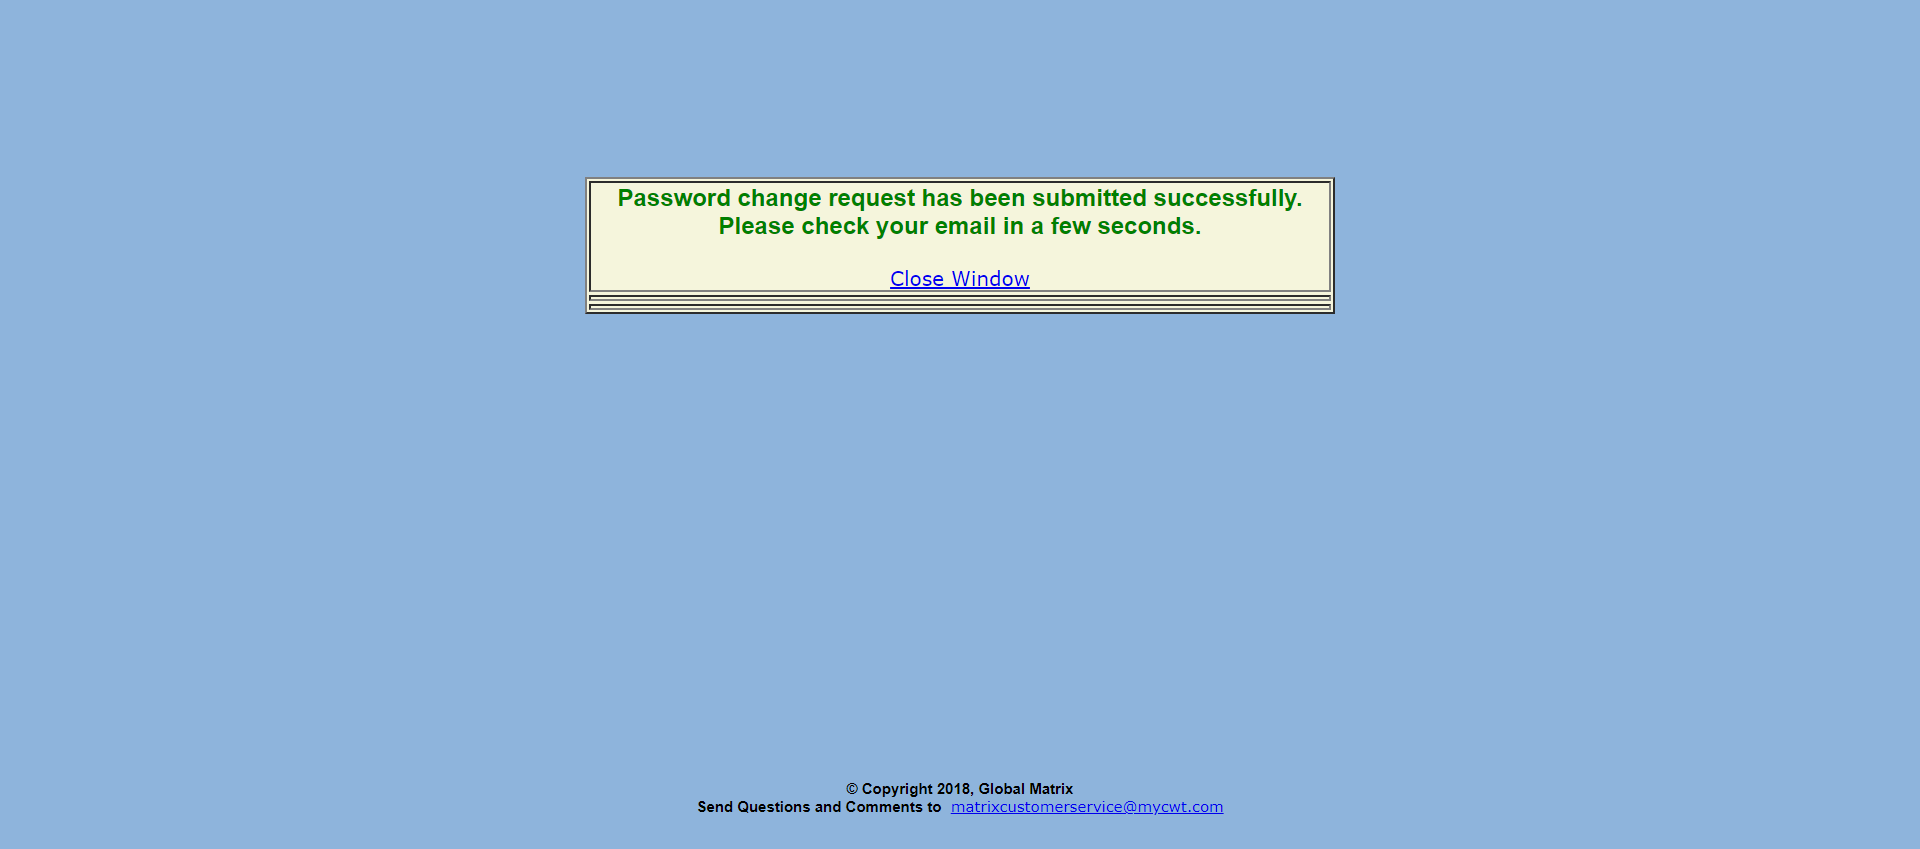 Password change request has been submitted successfully.
Please check your email in a few seconds.
Close Window
© Copyright 2018, Global Matrix
Send Questions and Comments to matrixcustomerservice@mycwt.com